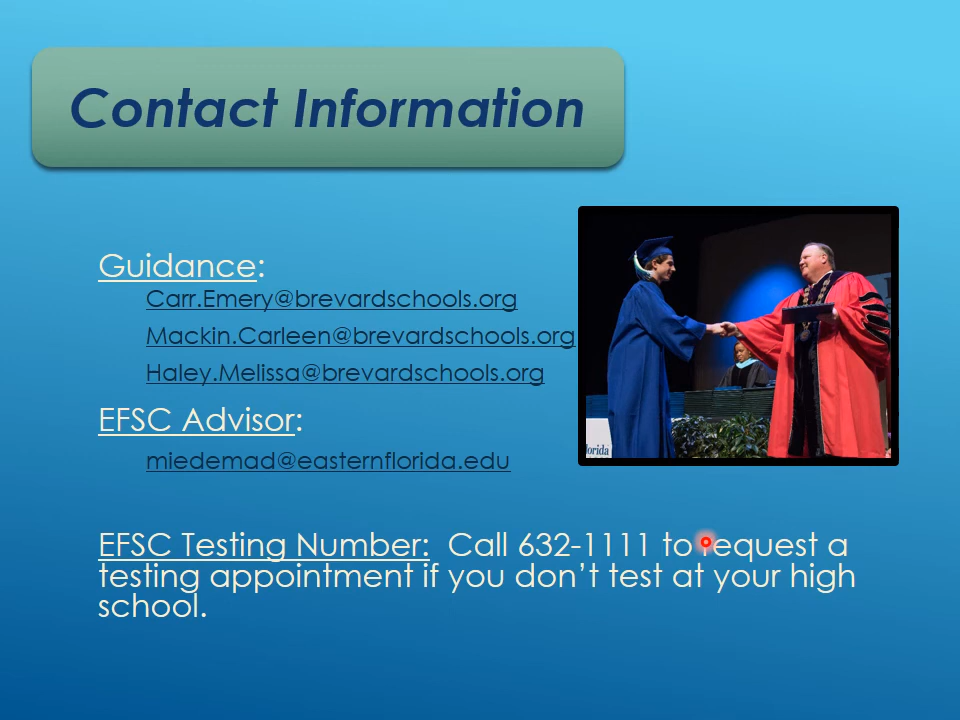 Contact Information
Guidance:
Carr.Emery@brevardschools.org
Mackin.Carleen@brevardschools.org
Haley.Melissa@brevardschools.org
EFSC Advisor:
miedemad@easternflorida.edu
lorida
EFSC Testing Number: Call 632-1111 to request a
testing appointment if you don’t test at your high
school.